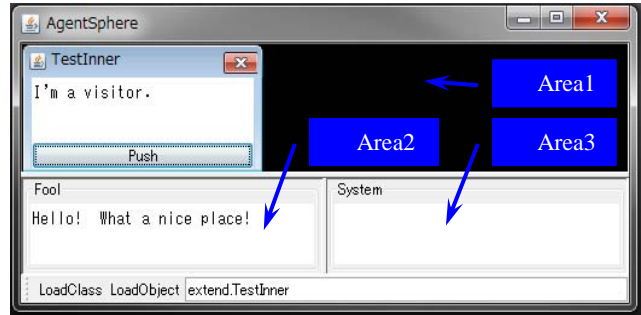 AgentSphere
TestInner
I'm a visitor.
Push
Area1
Area2
Area3
Fool
Hello! What a nice place!
System
LoadClass LoadObject extend.TestInner